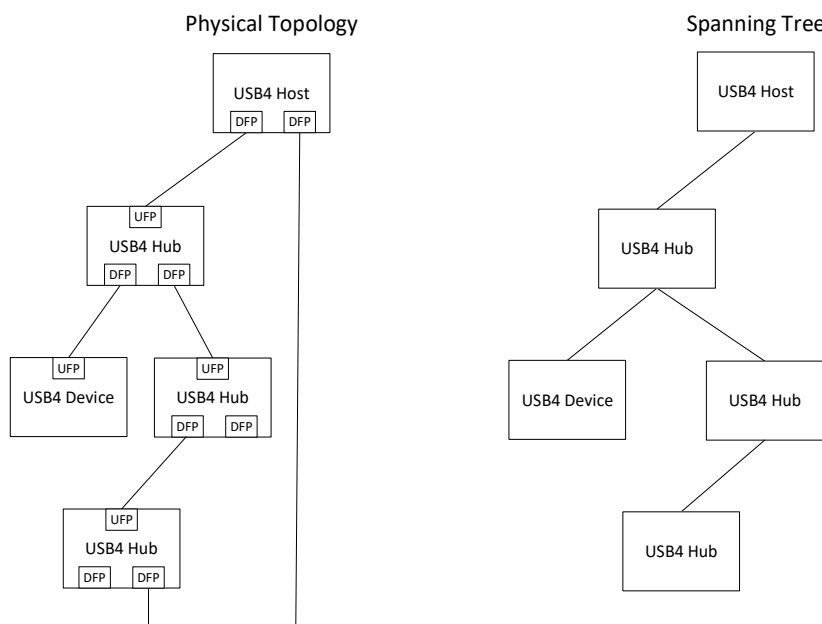 Physical Topology
USB4 Host
DFP DFP
UFP
USB4 Hub
DFP DFP
UFP
USB4 Device
UFP
USB4 Hub
DFP DFP
UFP
USB4 Hub
DFP DFP
Spanning Tree
USB4 Host
USB4 Hub
USB4 Device
USB4 Hub
USB4 Hub